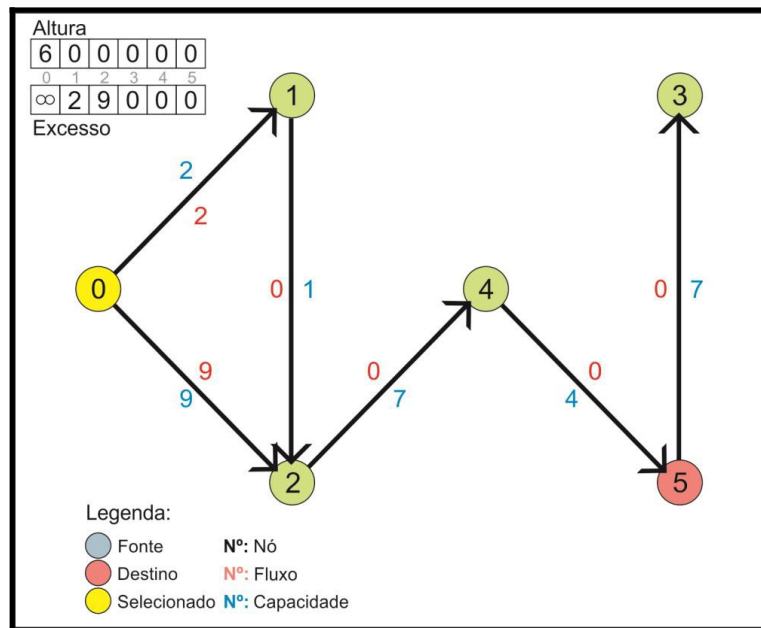 Altura
6 0 0 0 0 0
0 1 2 3 4 5
∞ 2 9 0 0 0
Excesso
1
3
2
2
0
0 1
4
0 7
9
9
0
7
0
4
2
5
Legenda:
Fonte Nº: Nó
Destino Nº: Fluxo
Selecionado Nº: Capacidade